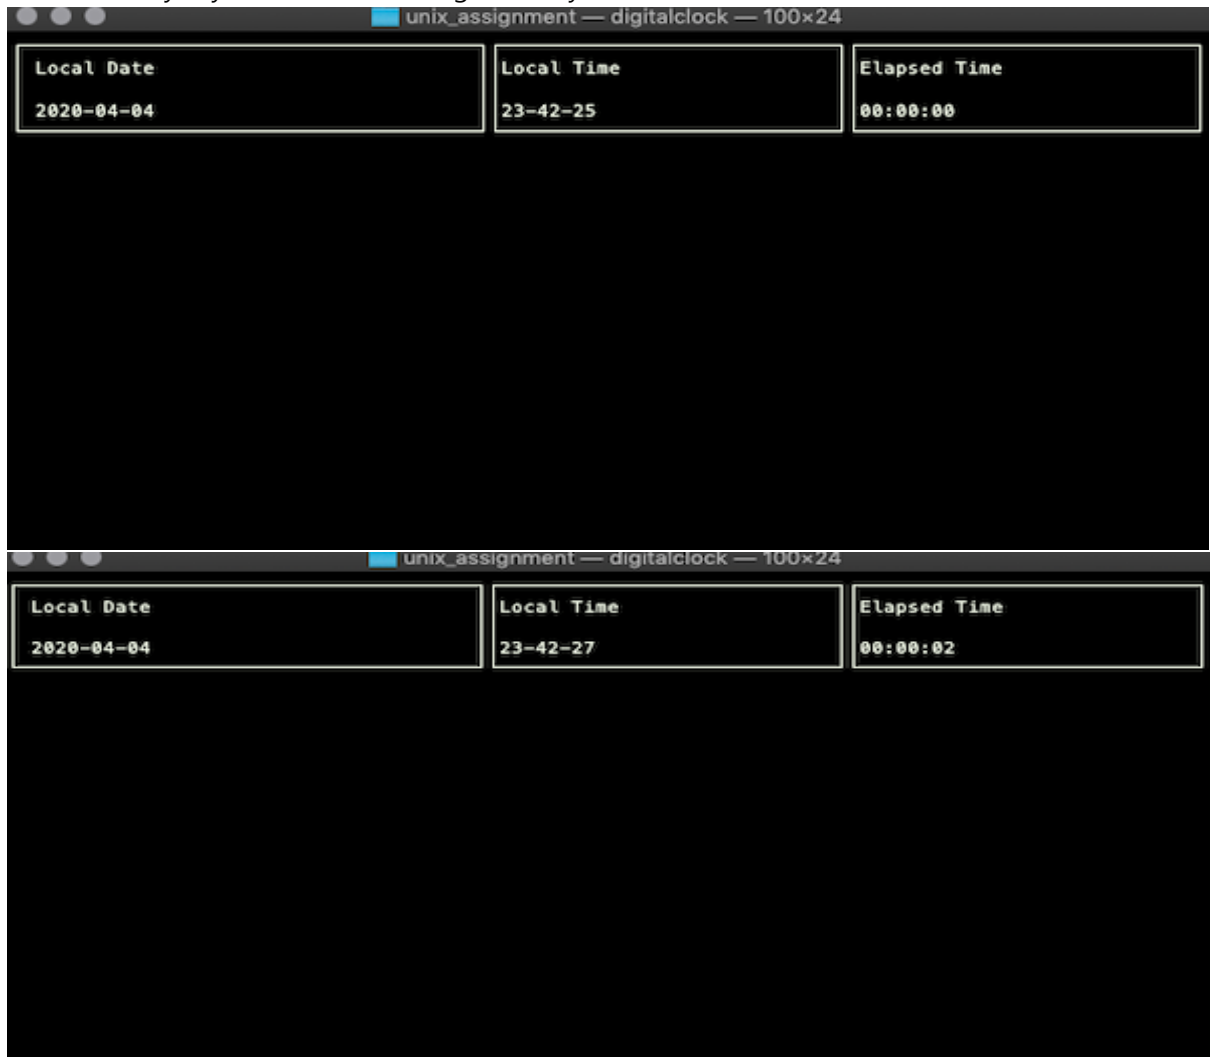 unix_assignment — digitalclock — 100×24
Local Date Local Time Elapsed Time
2020-04-04 23-42-25 00:00:00
unix_assignment — digitalclock — 100×24
Local Date Local Time Elapsed Time
2020-04-04 23-42-27 00:00:02